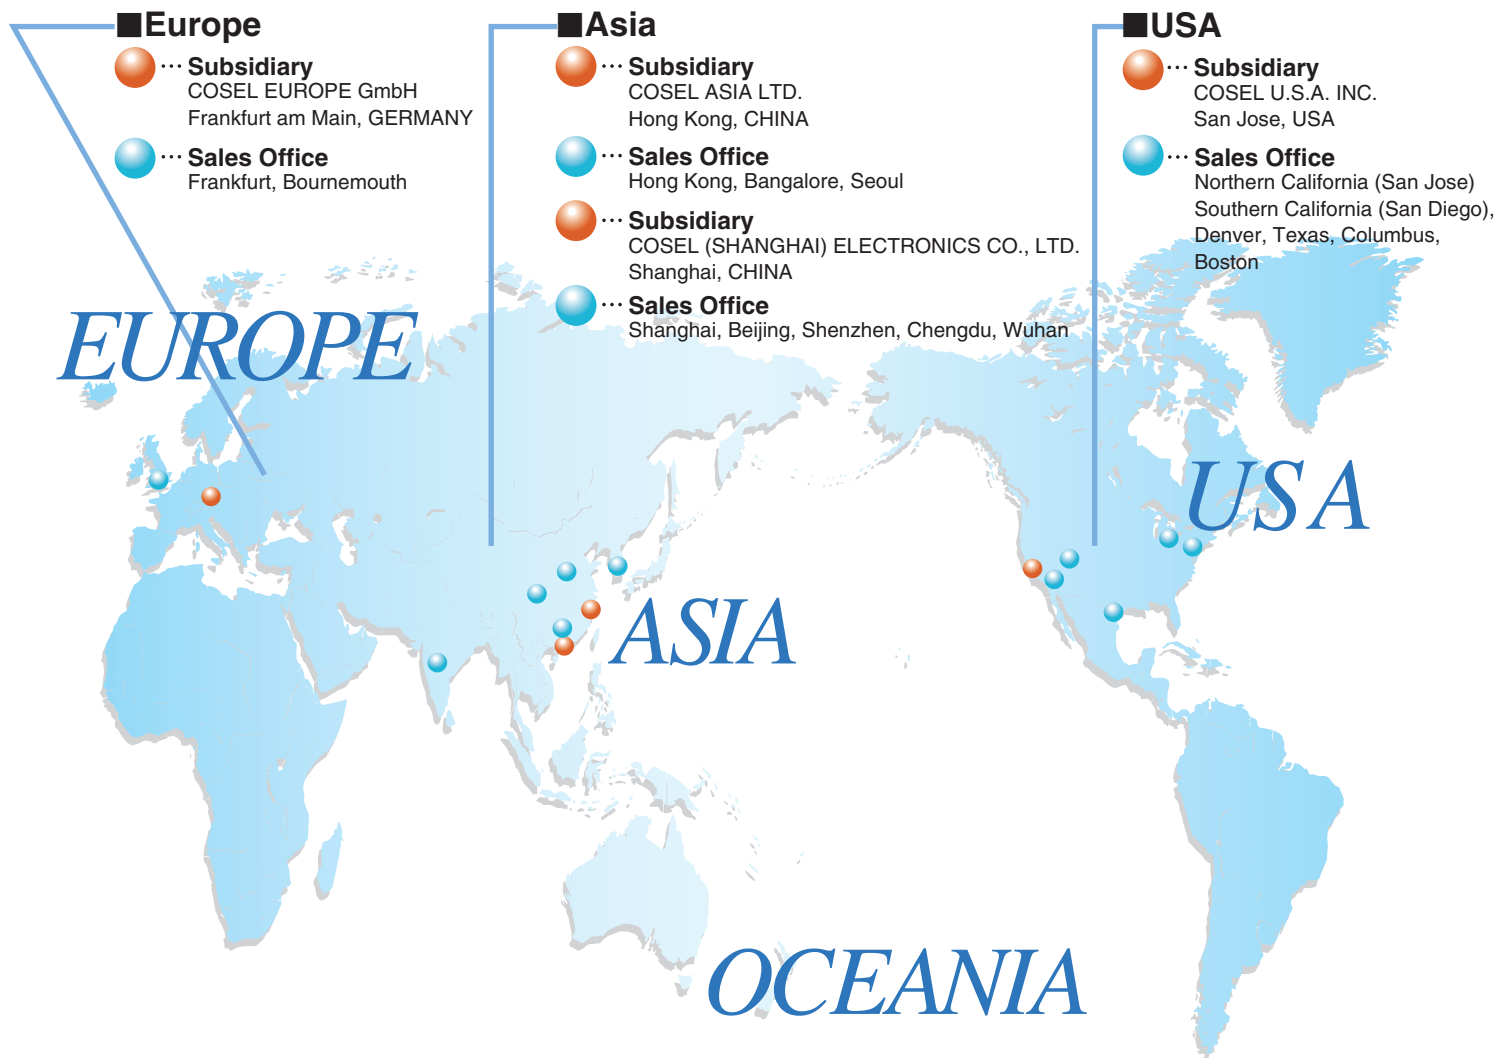 ■Europe
… Subsidiary
COSEL EUROPE GmbH
Frankfurt am Main, GERMANY
… Sales Office
Frankfurt, Bournemouth
■Asia
… Subsidiary
COSEL ASIA LTD.
Hong Kong, CHINA
… Sales Office
Hong Kong, Bangalore, Seoul
… Subsidiary
COSEL (SHANGHAI) ELECTRONICS CO., LTD.
Shanghai, CHINA
… Sales Office
Shanghai, Beijing, Shenzhen, Chengdu, Wuhan
■USA
… Subsidiary
COSEL U.S.A. INC.
San Jose, USA
… Sales Office
Northern California (San Jose)
Southern California (San Diego),
Denver, Texas, Columbus,
Boston
EUROPE
USA
ASIA
OCEANIA